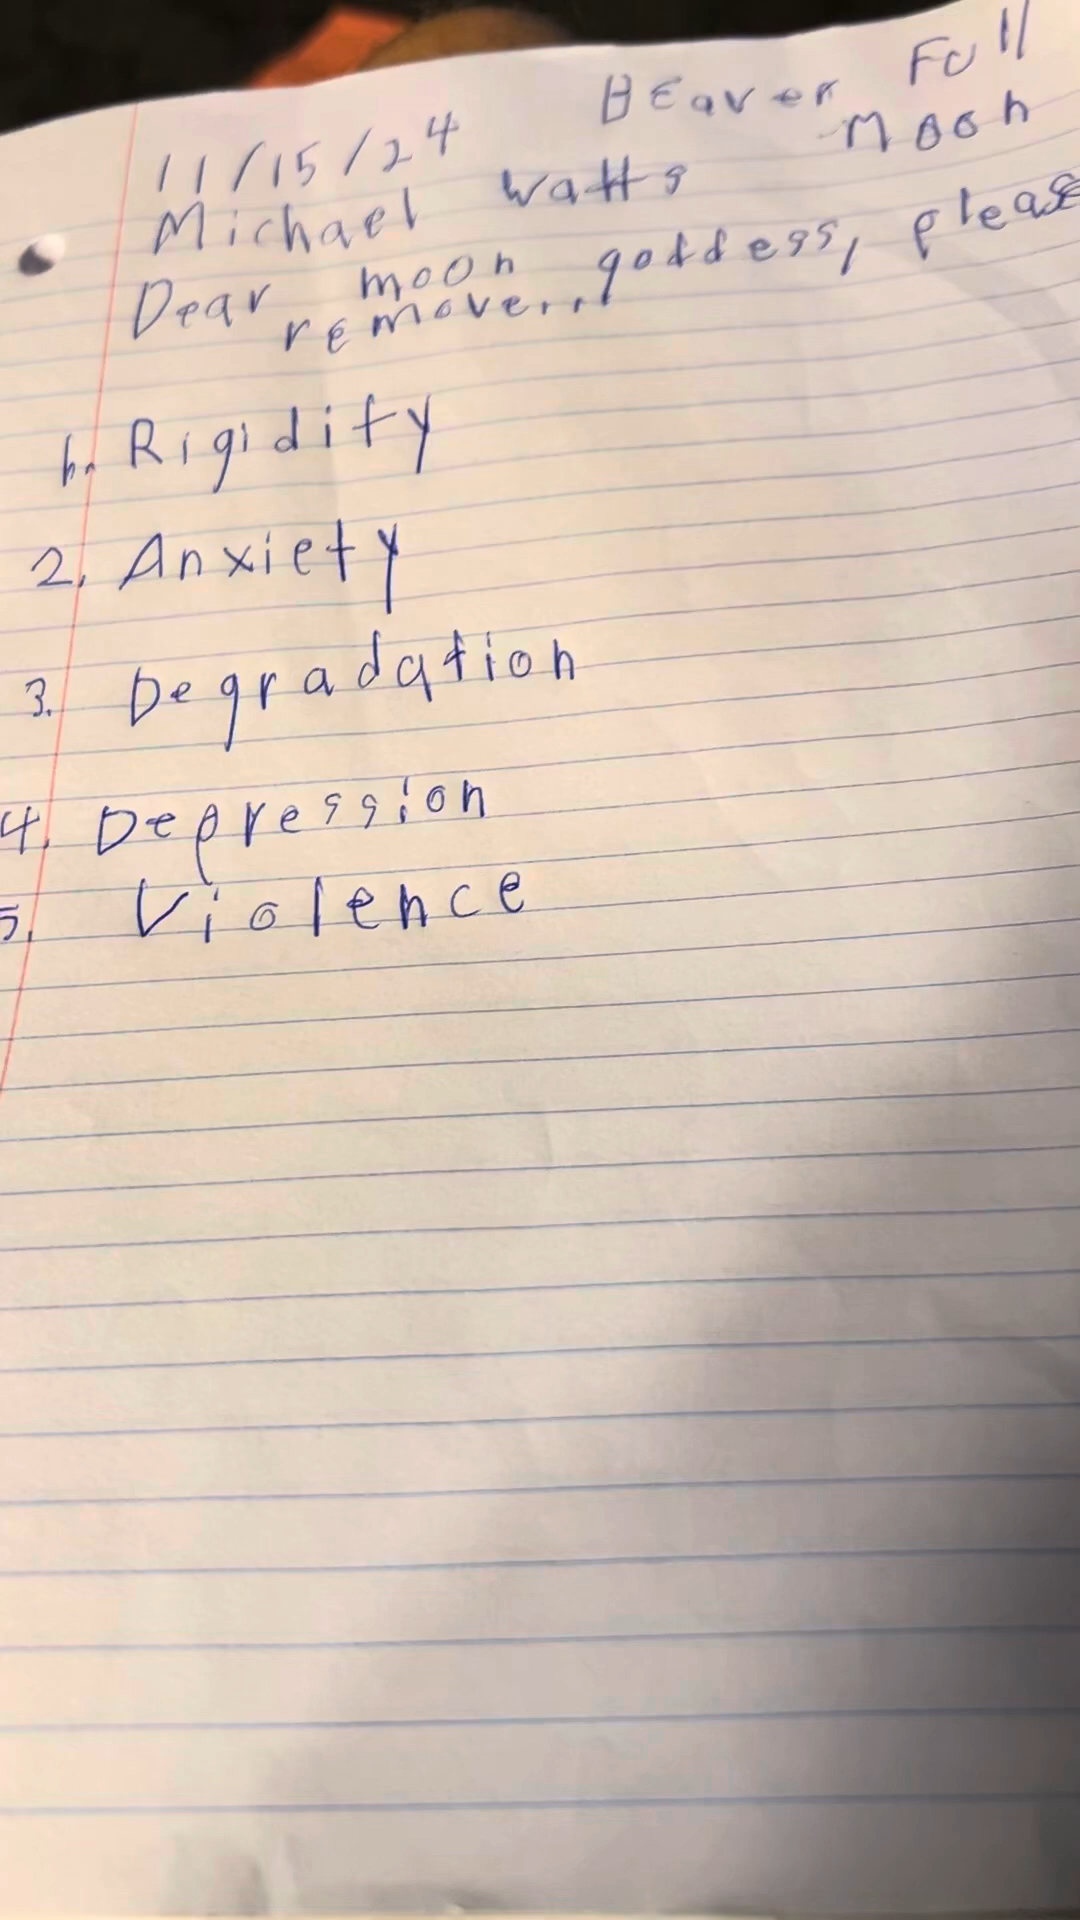 11/15/24 Beaver Full Moon
Michael Watts
Dear moon goddess, please
remove...
1. Rigidity
2. Anxiety
3. Degradation
4. Depression
5. Violence